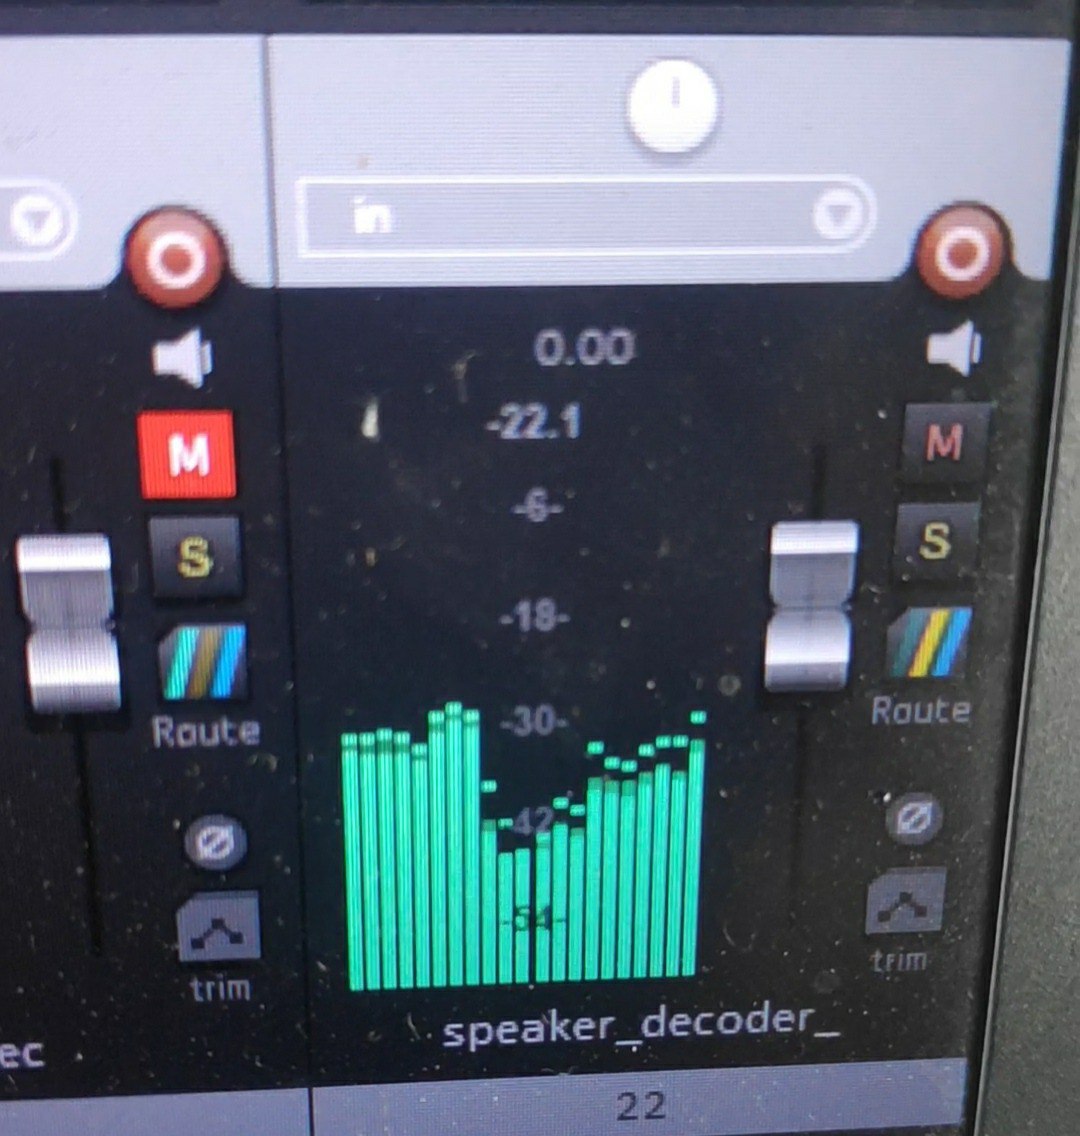 in
0.00
-22.1
-6-
-18-
-30-
-42-
-54-
M
S
Route
trim
M
S
Route
trim
ec
speaker_decoder_
22